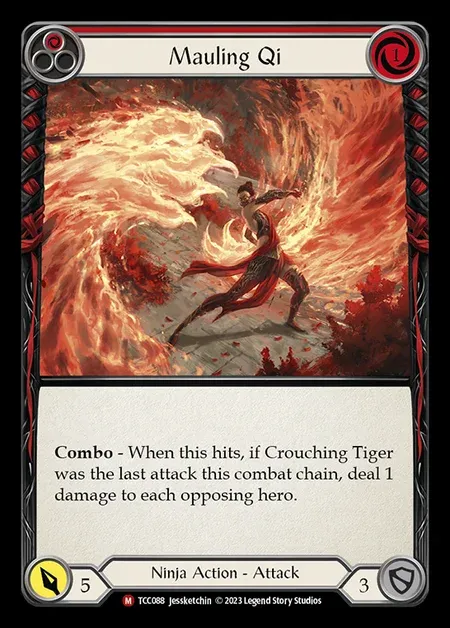 Mauling Qi
1
Combo - When this hits, if Crouching Tiger
was the last attack this combat chain, deal 1
damage to each opposing hero.
5
Ninja Action - Attack
3
M TCC088 Jessketchin © 2023 Legend Story Studios